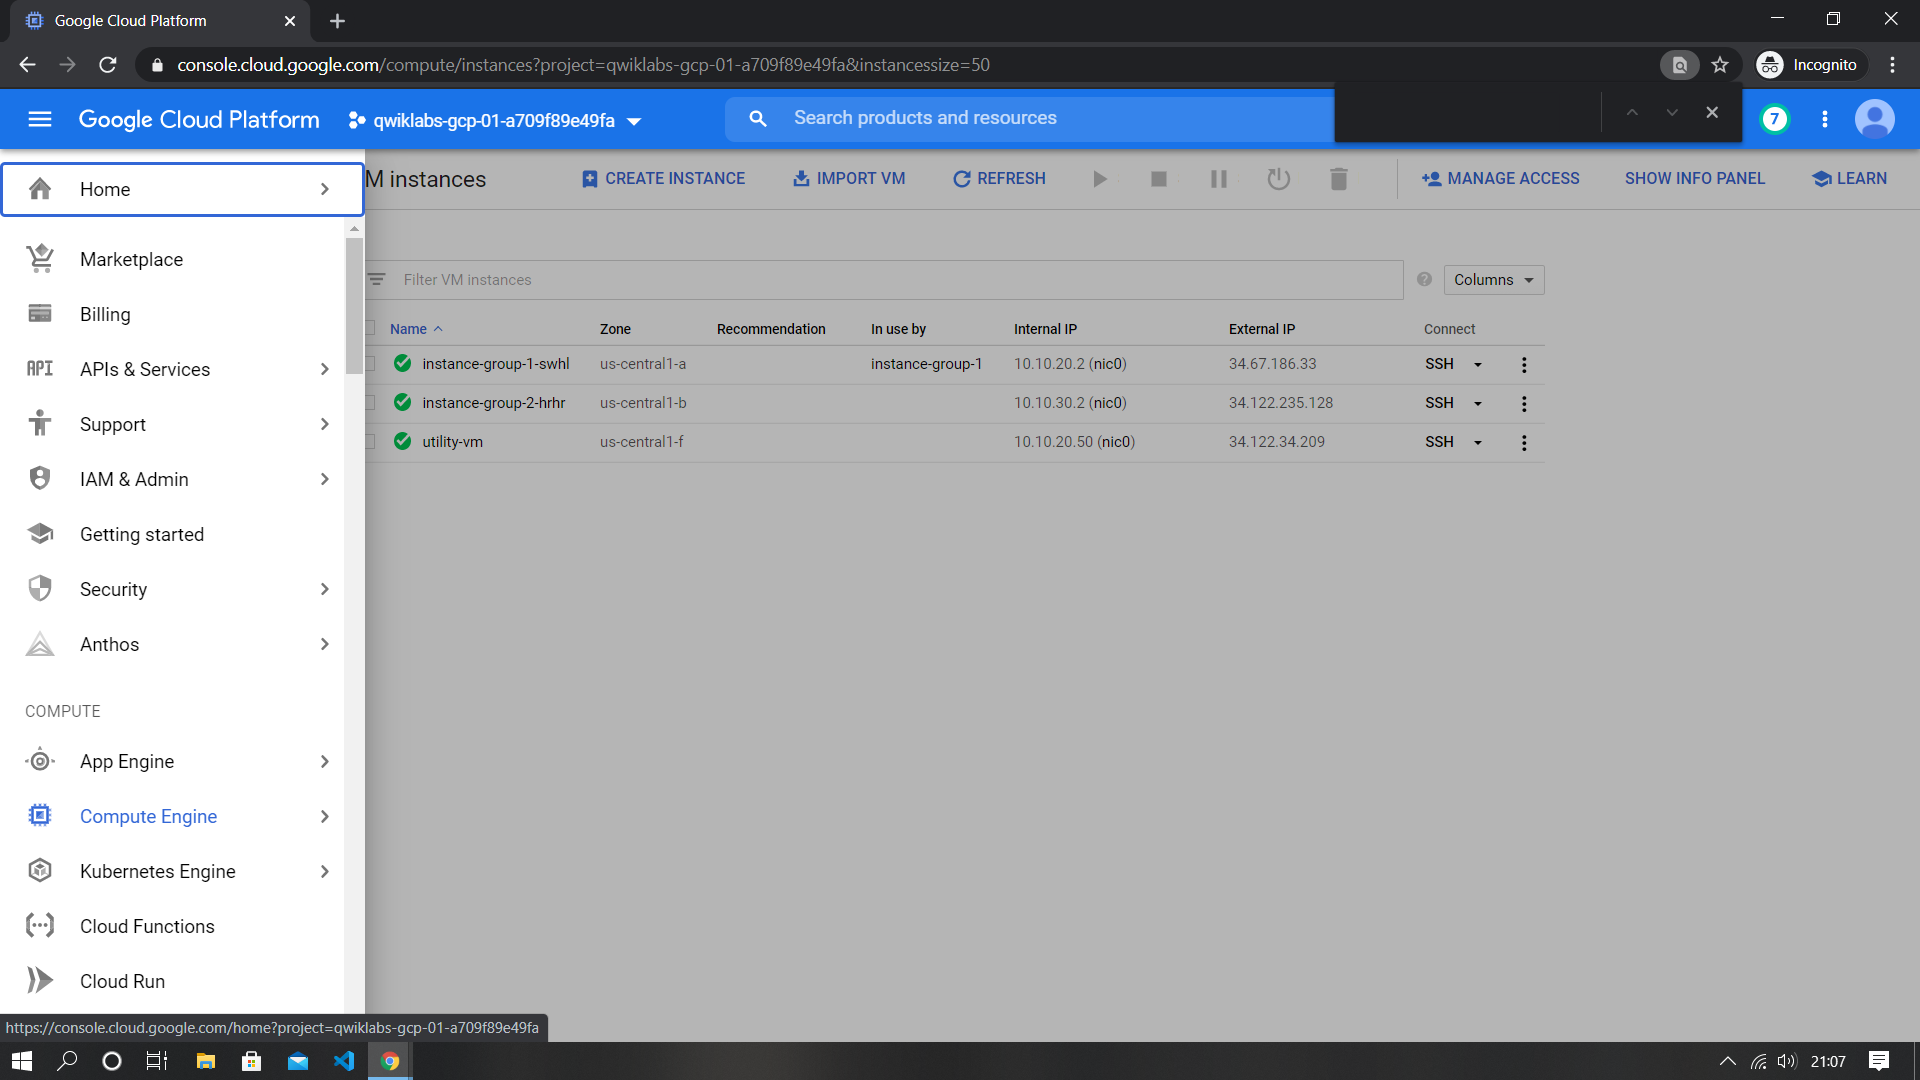 Google Cloud Platform
console.cloud.google.com/compute/instances?project=qwiklabs-gcp-01-a709f89e49fa&instancessize=50
Incognito
Google Cloud Platform
qwiklabs-gcp-01-a709f89e49fa
Search products and resources
7
Home
M instances
CREATE INSTANCE
IMPORT VM
REFRESH
MANAGE ACCESS
SHOW INFO PANEL
LEARN
Marketplace
Billing
API APIs & Services
Support
IAM & Admin
Getting started
Security
Anthos
COMPUTE
App Engine
Compute Engine
Kubernetes Engine
Cloud Functions
Cloud Run
Filter VM instances
Columns
Name Zone Recommendation In use by Internal IP External IP Connect
instance-group-1-swhl us-central1-a instance-group-1 10.10.20.2 (nic0) 34.67.186.33 SSH
instance-group-2-hrhr us-central1-b 10.10.30.2 (nic0) 34.122.235.128 SSH
utility-vm us-central1-f 10.10.20.50 (nic0) 34.122.34.209 SSH
https://console.cloud.google.com/home?project=qwiklabs-gcp-01-a709f89e49fa
21:07